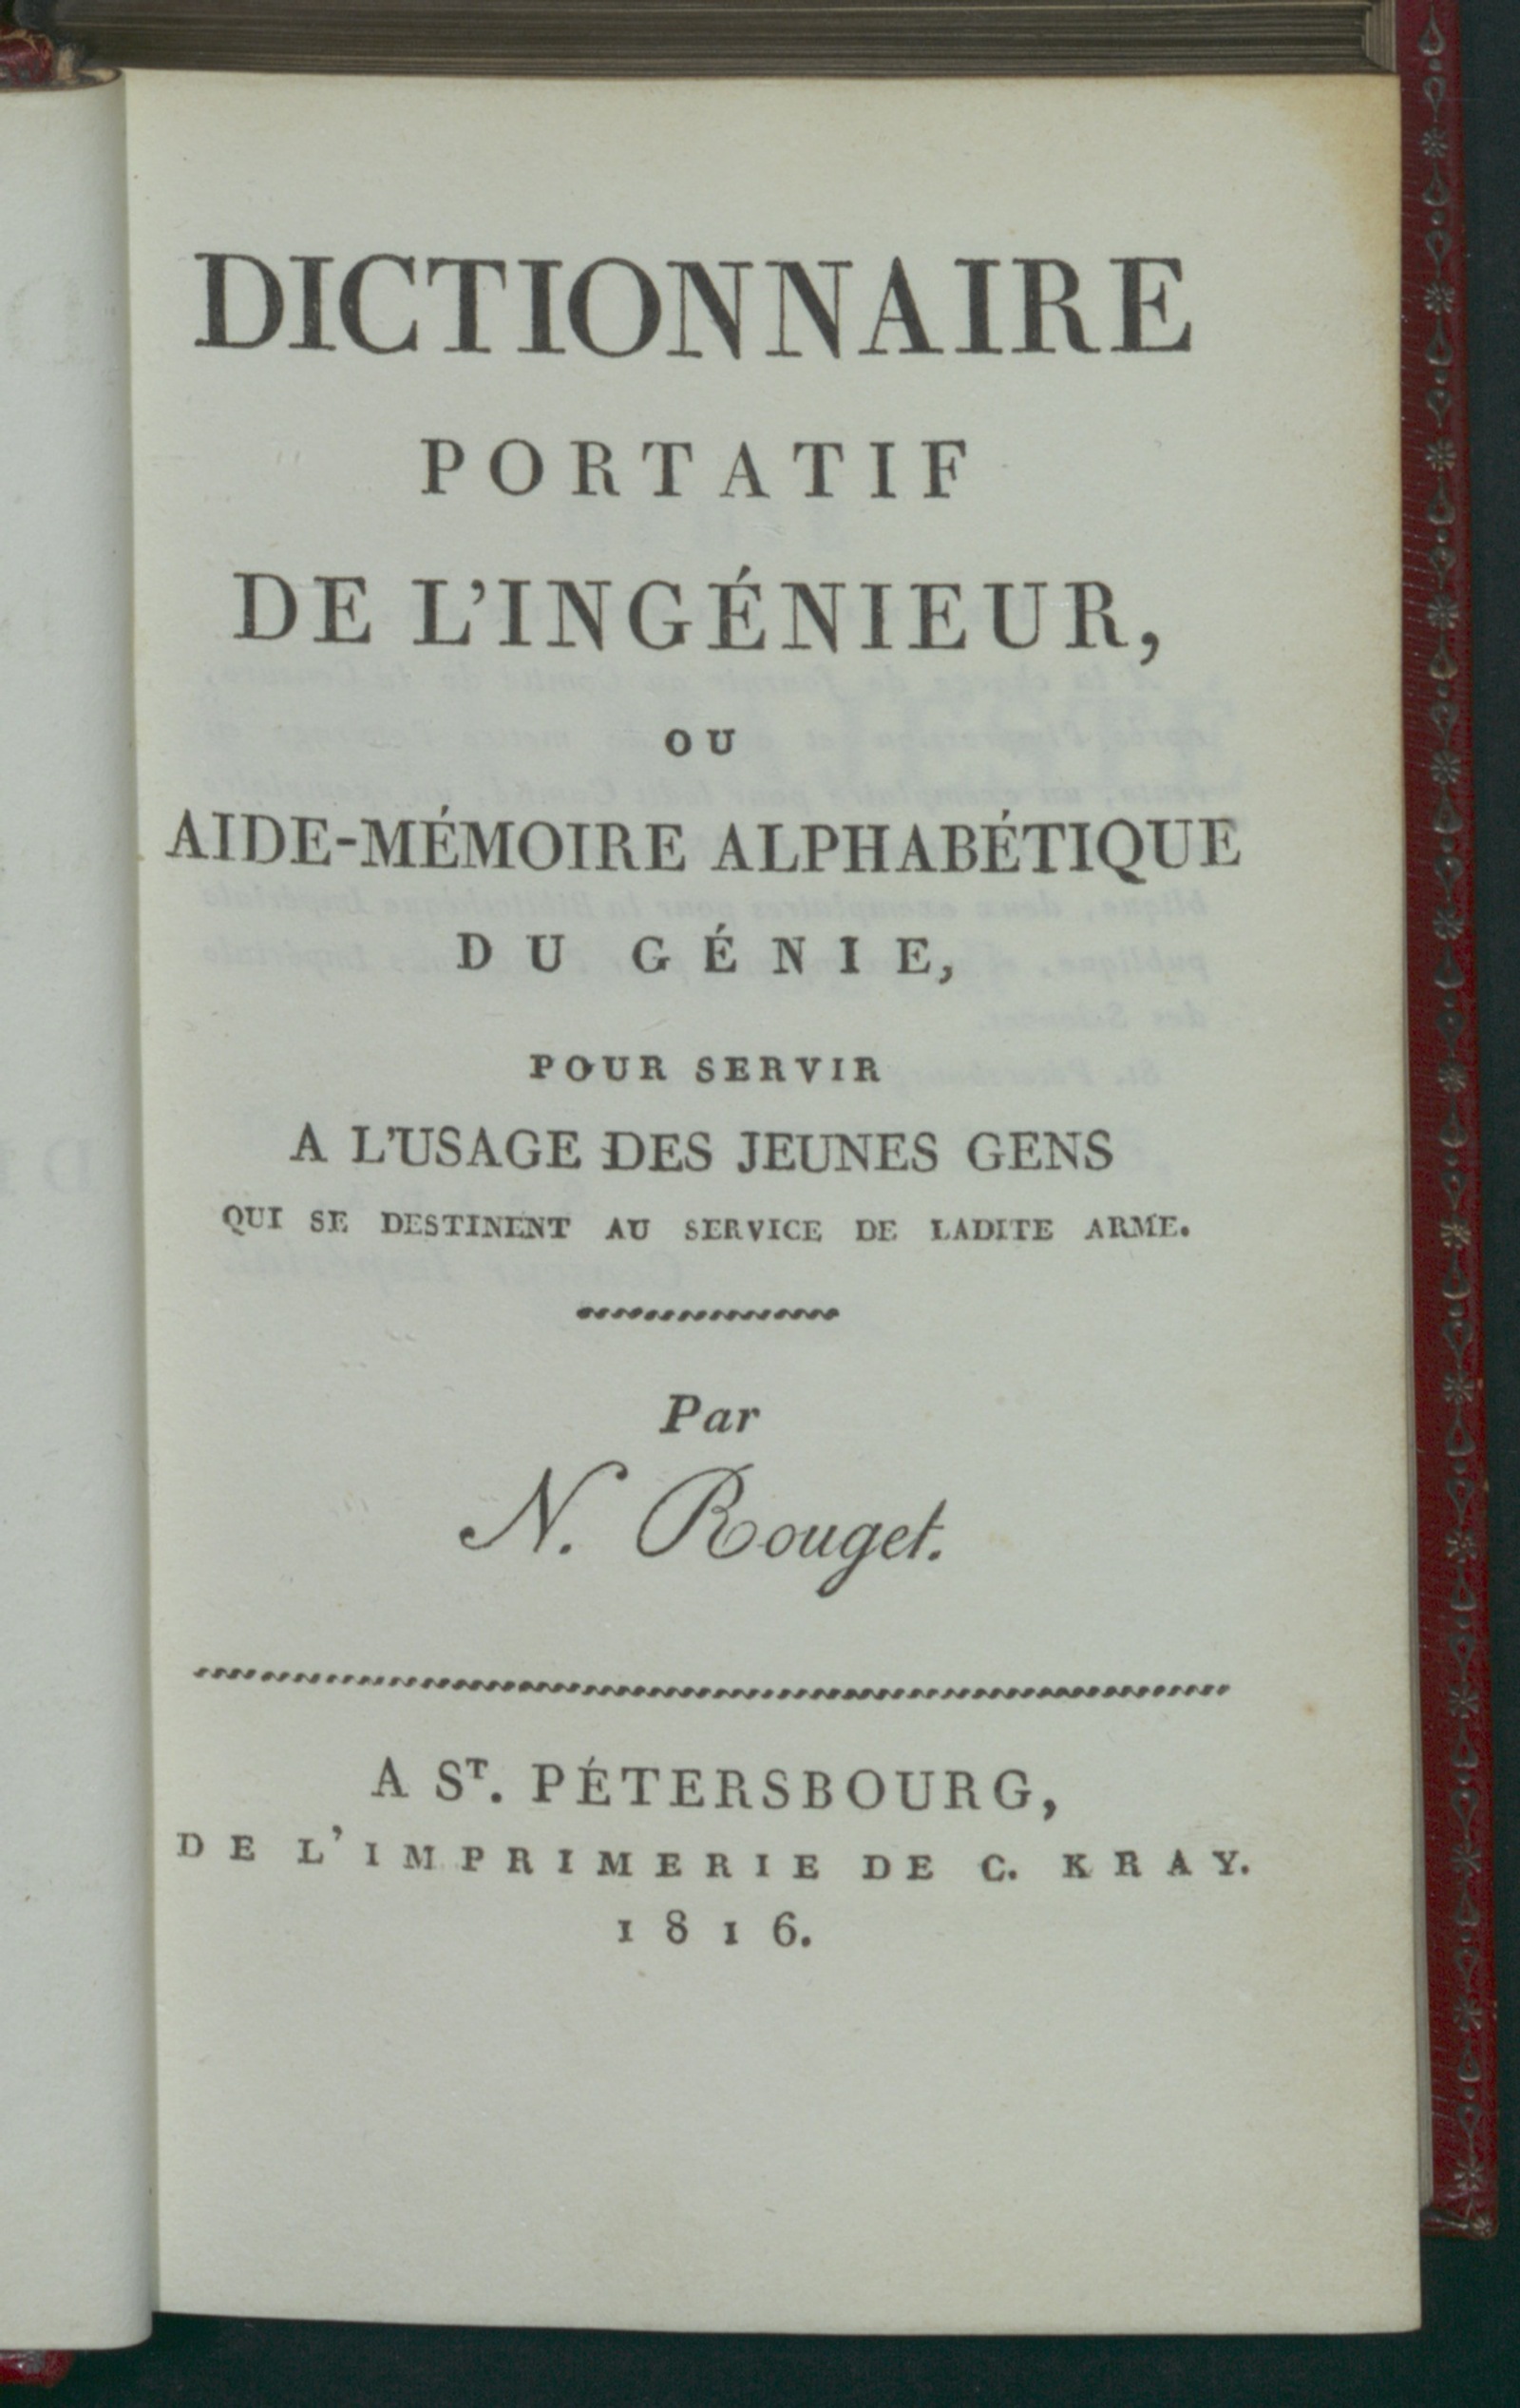 DICTIONNAIRE
PORTATIF
DE L'INGÉNIEUR,
OU
AIDE-MÉMOIRE ALPHABÉTIQUE
DU GÉNIE,
POUR SERVIR
A L'USAGE DES JEUNES GENS
QUI SE DESTINENT AU SERVICE DE LADITE ARME.
Par
N. Rouget.
A ST. PÉTERSBOURG,
DE L'IMPRIMERIE DE C. KRAY.
1816.